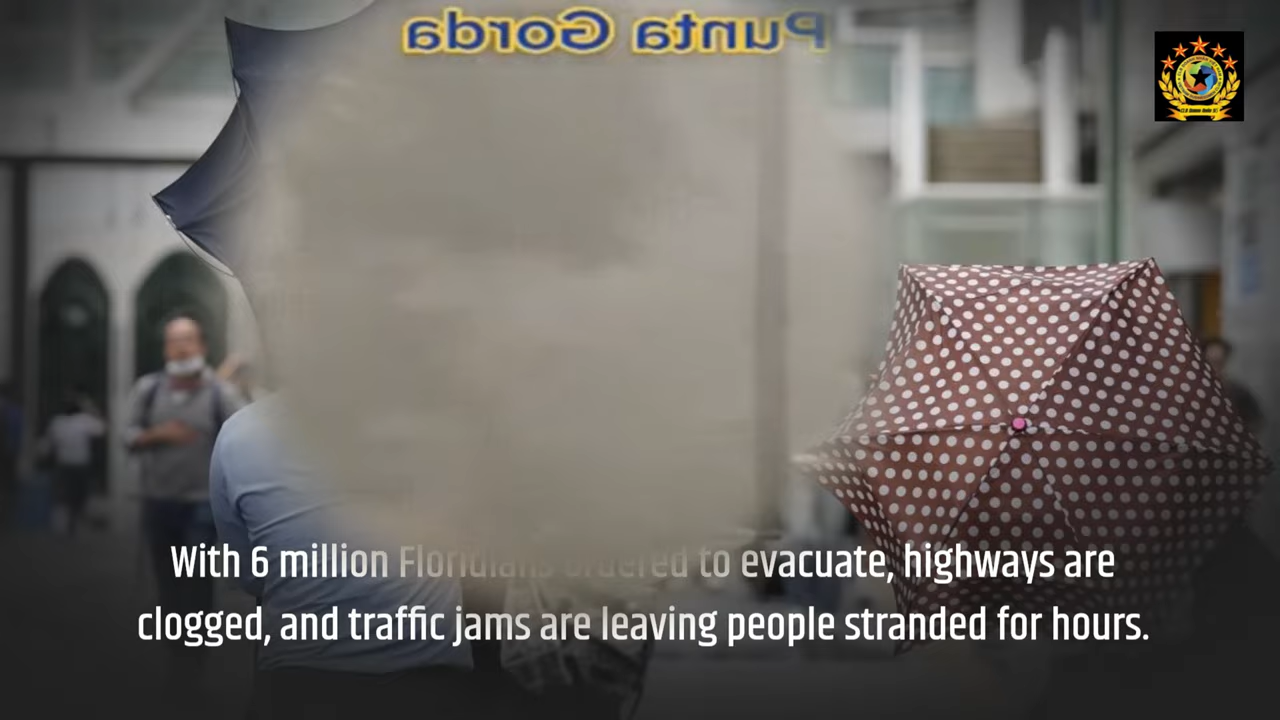 Punta Gorda
With 6 million Floridians ordered to evacuate, highways are
clogged, and traffic jams are leaving people stranded for hours.